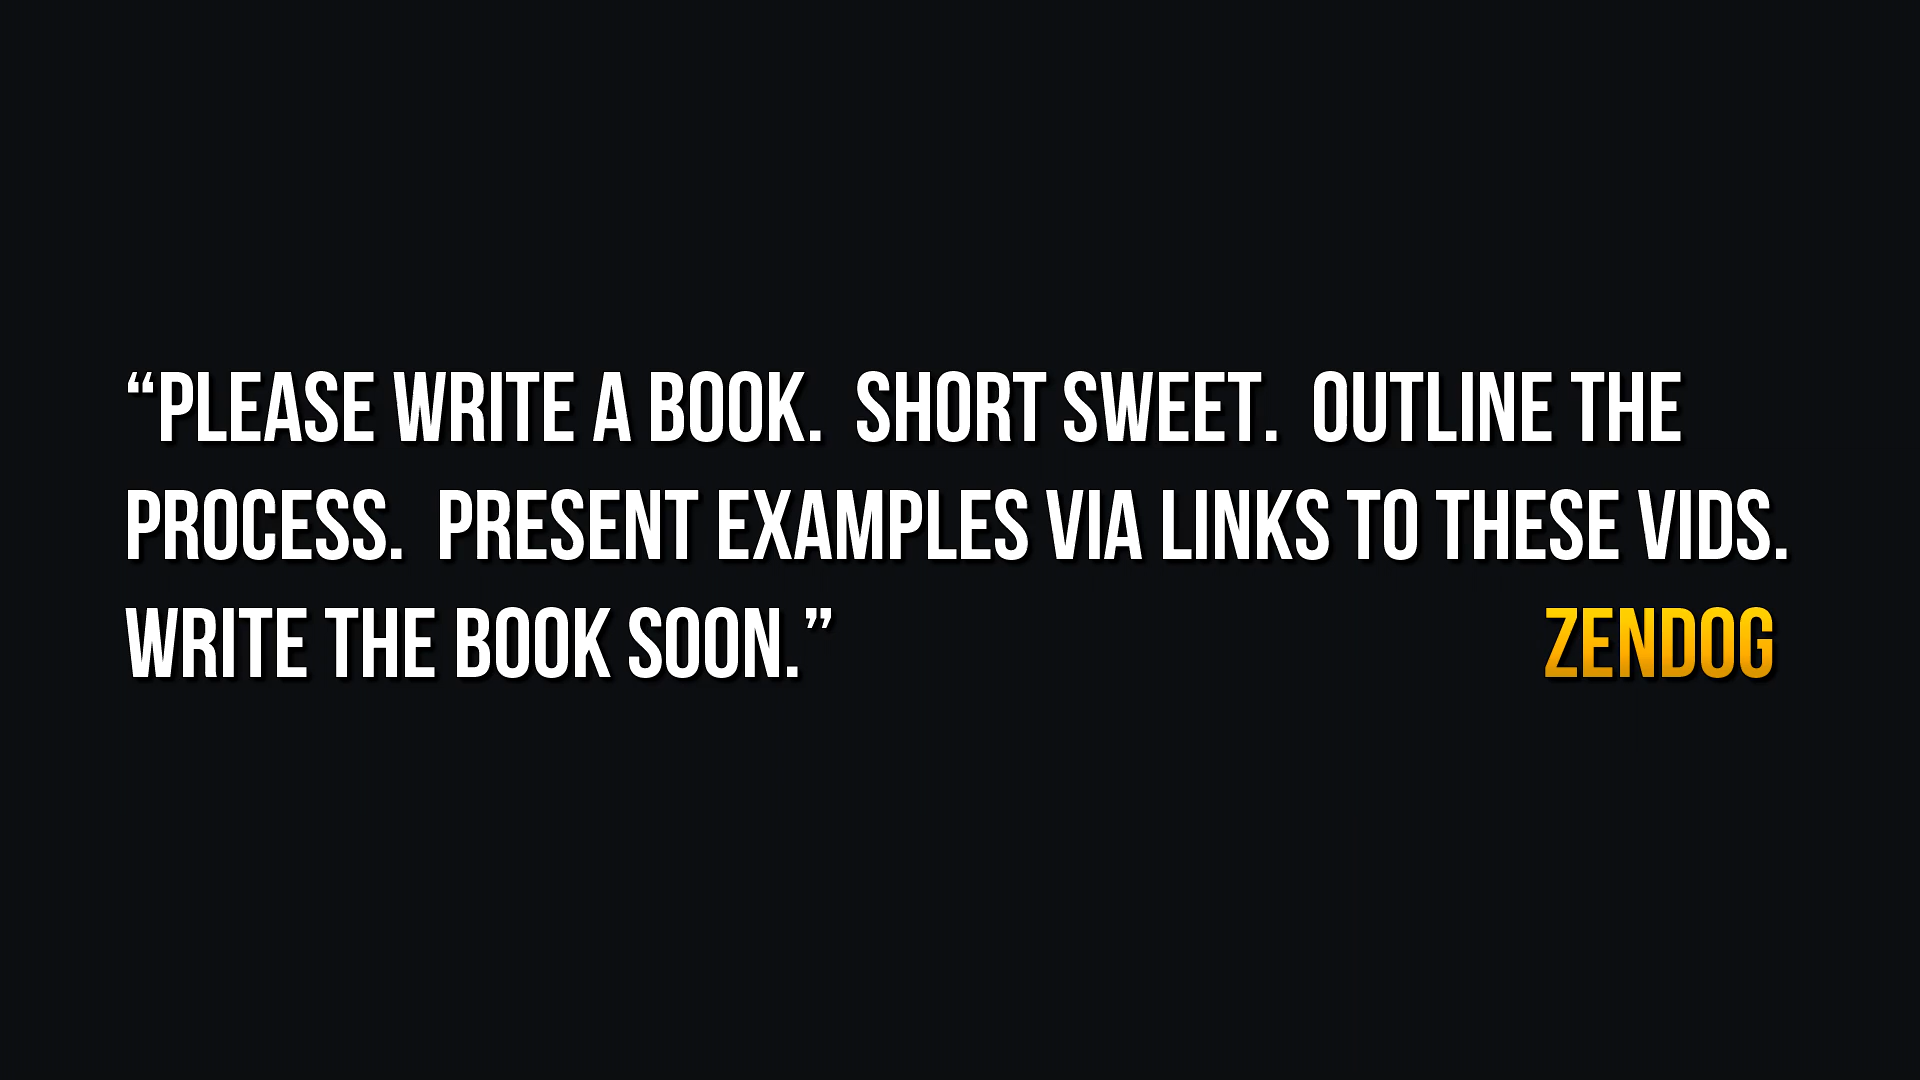 “PLEASE WRITE A BOOK.  SHORT SWEET.  OUTLINE THE
PROCESS.  PRESENT EXAMPLES VIA LINKS TO THESE VIDS.
WRITE THE BOOK SOON.” ZENDOG